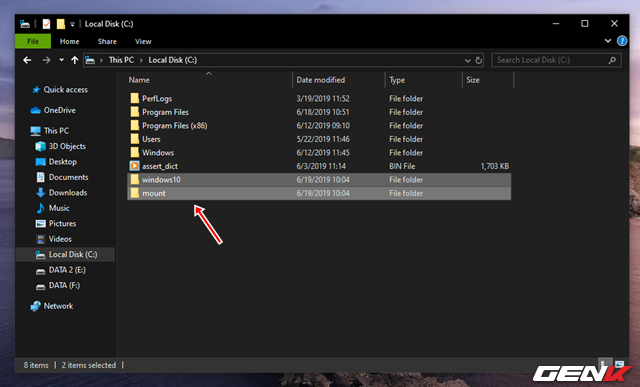 Local Disk (C:)
File Home Share View
This PC Local Disk (C:) Search Local Disk (C:)
Name Date modified Type Size
Quick access
OneDrive
This PC
3D Objects
Desktop
Documents
Downloads
Music
Pictures
Videos
Local Disk (C:)
DATA 2 (E:)
DATA (F:)
Network
PerfLogs 3/19/2019 11:52 File folder
Program Files 6/18/2019 10:51 File folder
Program Files (x86) 6/12/2019 09:10 File folder
Users 5/22/2019 11:46 File folder
Windows 6/12/2019 11:45 File folder
assert_dict 6/3/2019 11:14 BIN File 1,703 KB
windows10 6/19/2019 10:04 File folder
mount 6/19/2019 10:04 File folder
8 items 2 items selected
GENK